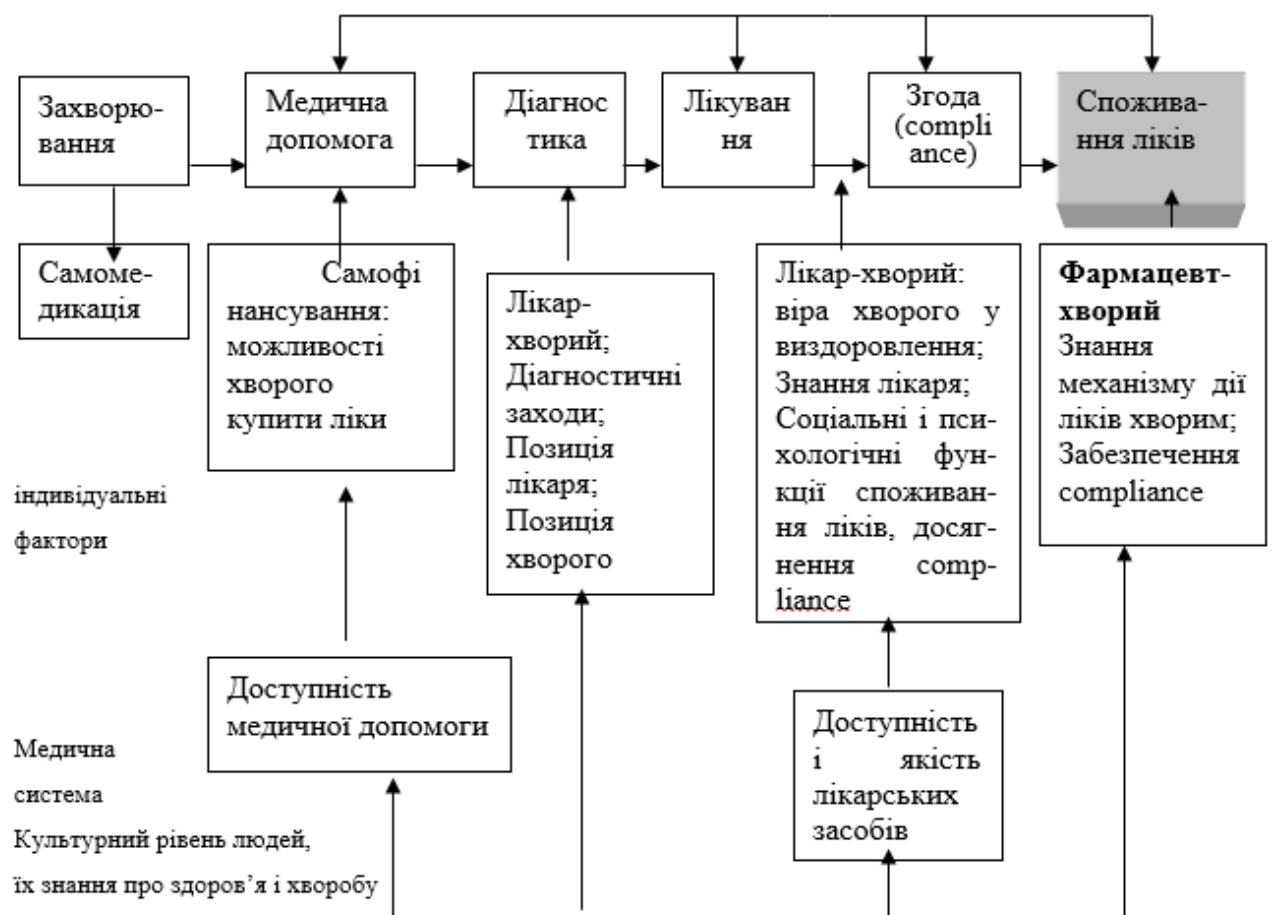 Захворю-
вання
Медична
допомога
Діагнос
тика
Лікуван
ня
Згода
(compli
ance)
Спожива-
ння ліків
Самоме-
дикація
Самофі
нансування:
можливості
хворого
купити ліки
Лікар-
хворий;
Діагностичні
заходи;
Позиція
лікаря;
Позиція
хворого
Лікар-хворий:
віра хворого у
виздоровлення;
Знання лікаря;
Соціальні і пси-
хологічні фун-
кції споживан-
ня ліків, досяг-
нення comp-
liance
Фармацевт-
хворий
Знання
механізму дії
ліків хворим;
Забезпечення
compliance
індивідуальні
фактори
Доступність
медичної допомоги
Доступність
і якість
лікарських
засобів
Медична
система
Культурний рівень людей,
їх знання про здоров’я і хворобу